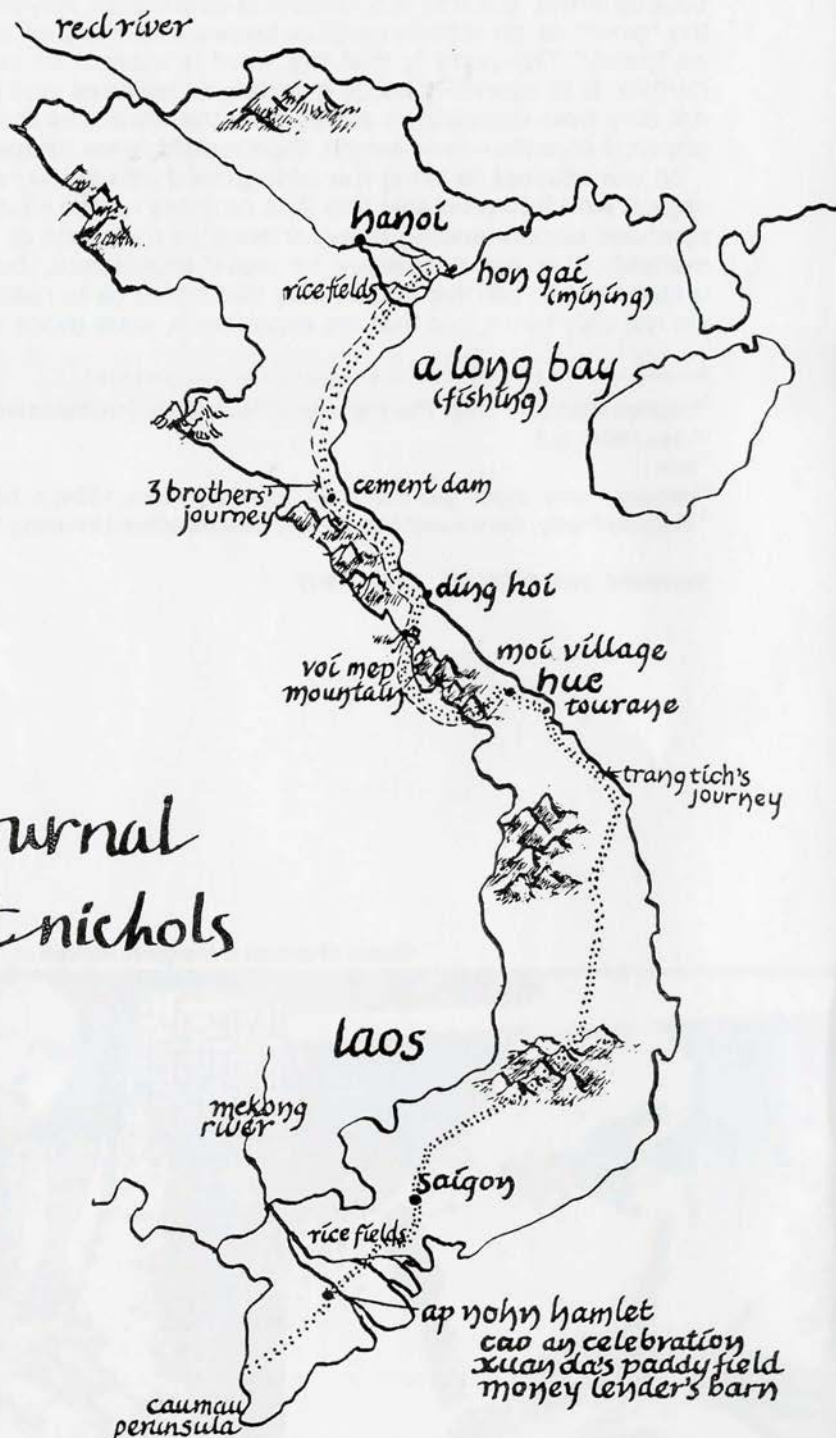 red river
hanoi
rice fields
hon gai
(mining)
a long bay
(fishing)
3 brothers'
journey
cement dam
dung hoi
voi mep
mountain
moi village
hue
tourane
trang tich's
journey
urnal
nichols
laos
mekong
river
saigon
rice fields
ap nohn hamlet
cao an celebration
xuan da's paddy field
money lender's barn
caumau
peninsula